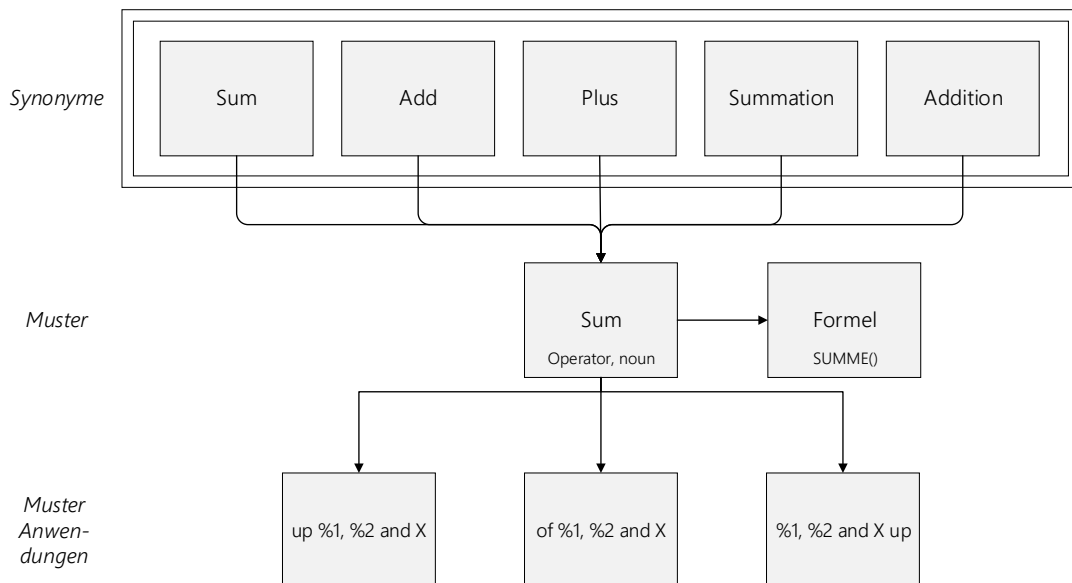 Synonyme
Sum
Add
Plus
Summation
Addition
Muster
Sum
Operator, noun
Formel
SUMME()
Muster
Anwen-
dungen
up %1, %2 and X
of %1, %2 and X
%1, %2 and X up